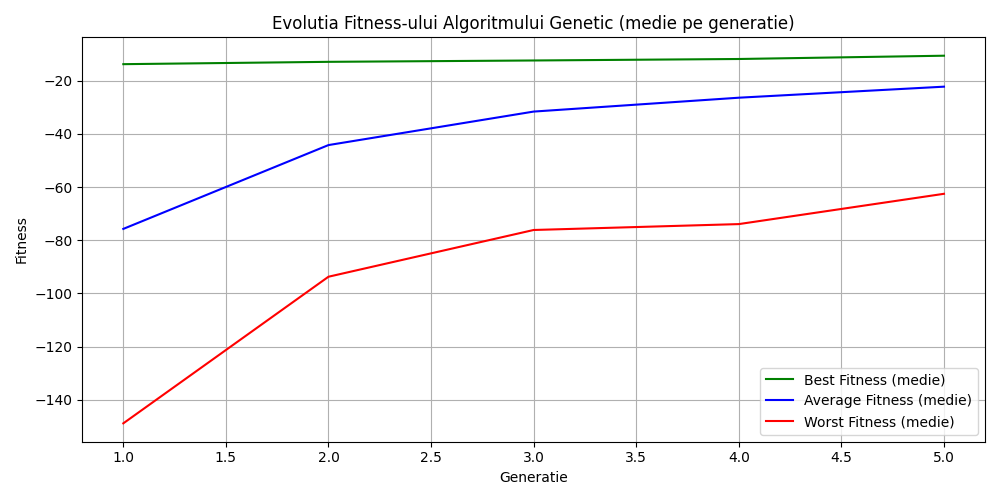 Evolutia Fitness-ului Algoritmului Genetic (medie pe generatie)
Fitness
−20
−40
−60
−80
−100
−120
−140
Best Fitness (medie)
Average Fitness (medie)
Worst Fitness (medie)
1.0 1.5 2.0 2.5 3.0 3.5 4.0 4.5 5.0
Generatie